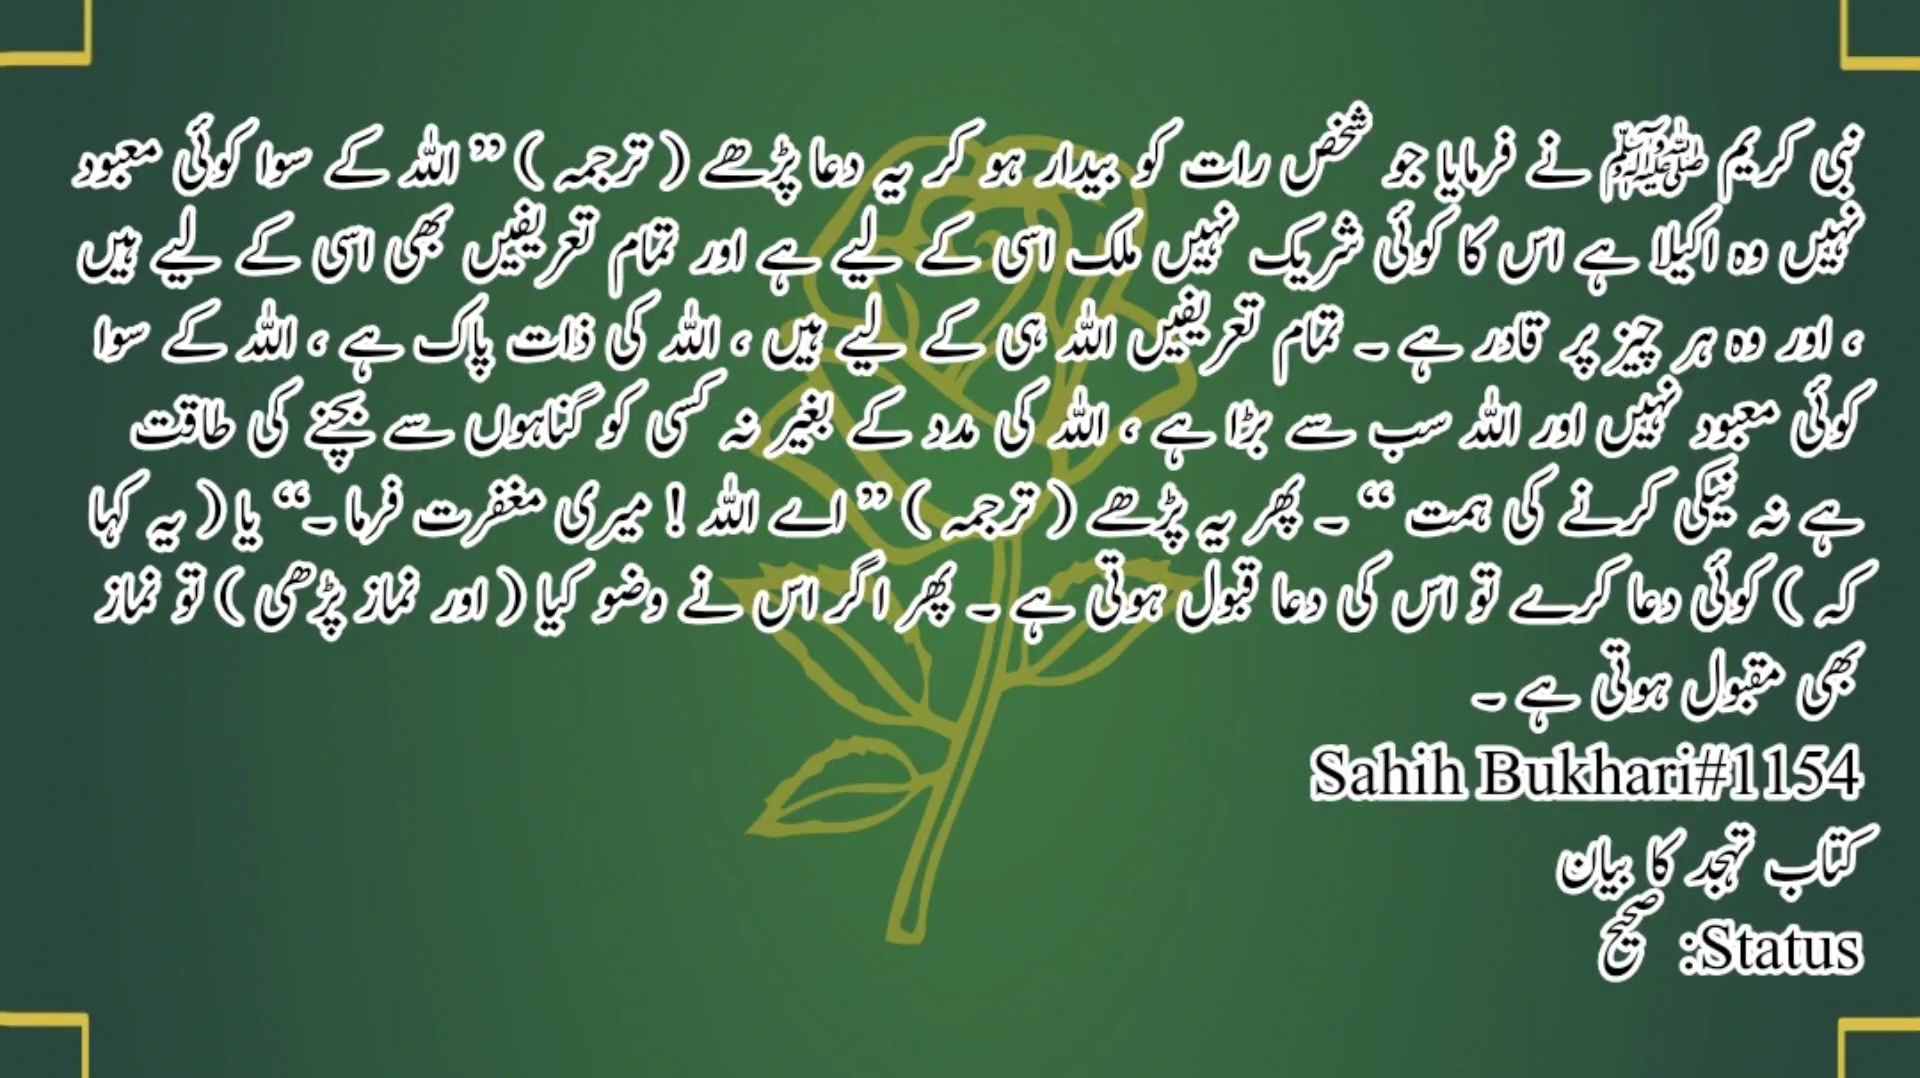 نبی کریم ﷺ نے فرمایا جو شخص رات کو بیدار ہو کر یہ دعا پڑھے ( ترجمہ ) ” اللہ کے سوا کوئی معبود
نہیں وہ اکیلا ہے اس کا کوئی شریک نہیں ملک اسی کے لیے ہے اور تمام تعریفیں بھی اسی کے لیے ہیں
، اور وہ ہر چیز پر قادر ہے ۔ تمام تعریفیں اللہ ہی کے لیے ہیں ، اللہ کی ذات پاک ہے ، اللہ کے سوا
کوئی معبود نہیں اور اللہ سب سے بڑا ہے ، اللہ کی مدد کے بغیر نہ کسی کو گناہوں سے بچنے کی طاقت
ہے نہ نیکی کرنے کی ہمت “ ۔ پھر یہ پڑھے ( ترجمہ ) ” اے اللہ ! میری مغفرت فرما ۔“ یا ( یہ کہا
کہ ) کوئی دعا کرے تو اس کی دعا قبول ہوتی ہے ۔ پھر اگر اس نے وضو کیا ( اور نماز پڑھی ) تو نماز
بھی مقبول ہوتی ہے ۔
Sahih Bukhari#1154
کتاب تہجد کا بیان
Status: صحیح